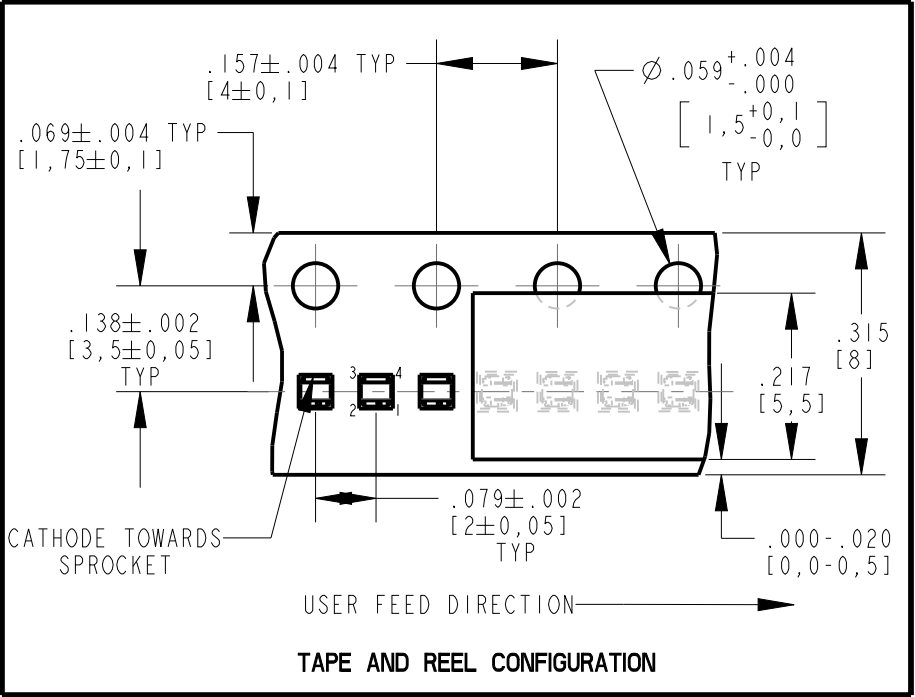 .157±.004 TYP
[4±0,1]
Ø.059 +.004
-.000
[1,5 +0,1
-0,0]
TYP
.069±.004 TYP
[1,75±0,1]
.138±.002
[3,5±0,05]
TYP
.315
[8]
.217
[5,5]
3 4
2 1
.079±.002
[2±0,05]
TYP
CATHODE TOWARDS
SPROCKET
.000-.020
[0,0-0,5]
USER FEED DIRECTION
TAPE AND REEL CONFIGURATION